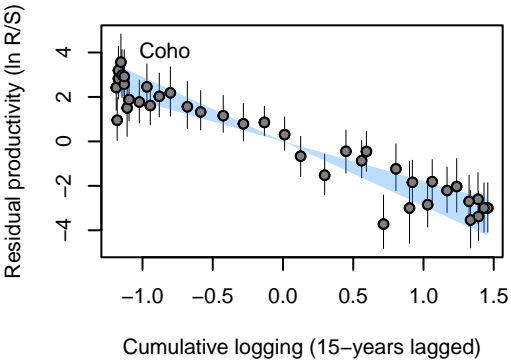 Residual productivity (ln R/S)
Coho
4
2
0
−2
−4
−1.0 −0.5 0.0 0.5 1.0 1.5
Cumulative logging (15−years lagged)